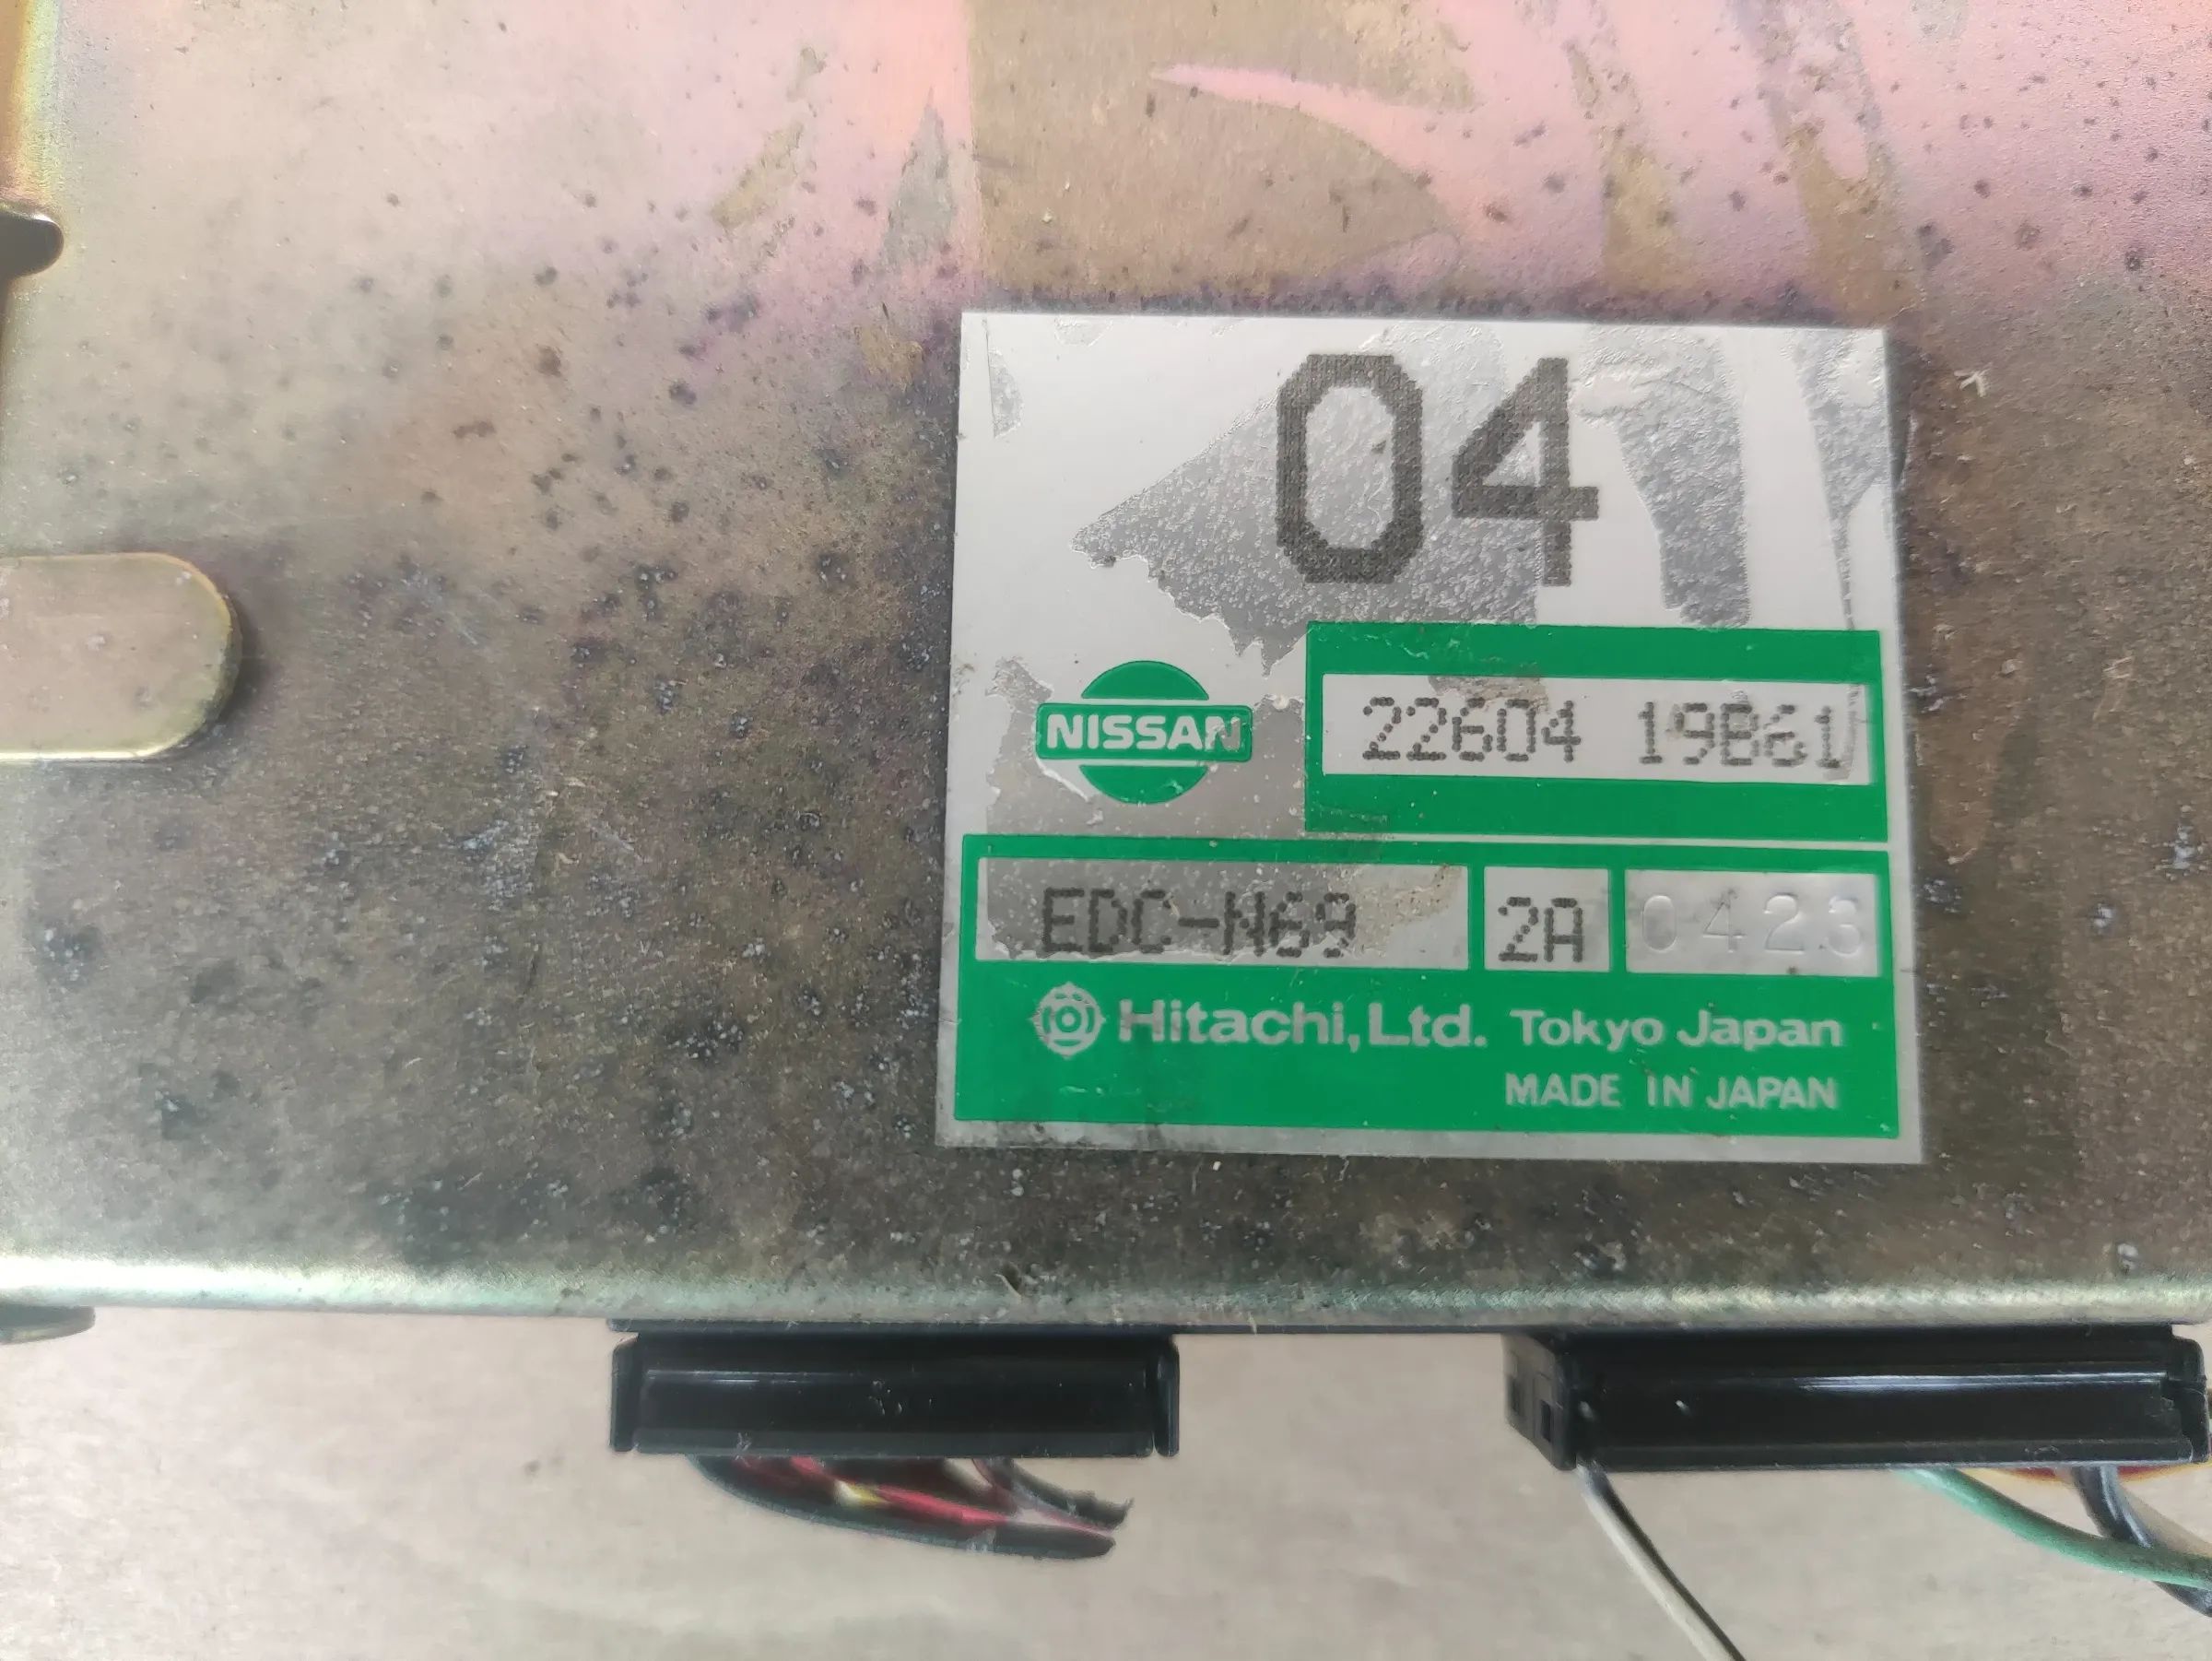 04
NISSAN
22604 19B61
EDC-N69 2A 0423
Hitachi,Ltd. Tokyo Japan
MADE IN JAPAN